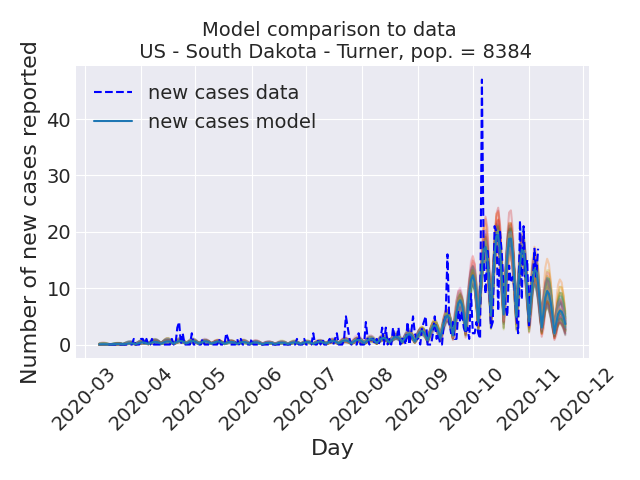 Model comparison to data
US - South Dakota - Turner, pop. = 8384
Number of new cases reported
40
30
20
10
0
new cases data
new cases model
2020-03
2020-04
2020-05
2020-06
2020-07
2020-08
2020-09
2020-10
2020-11
2020-12
Day